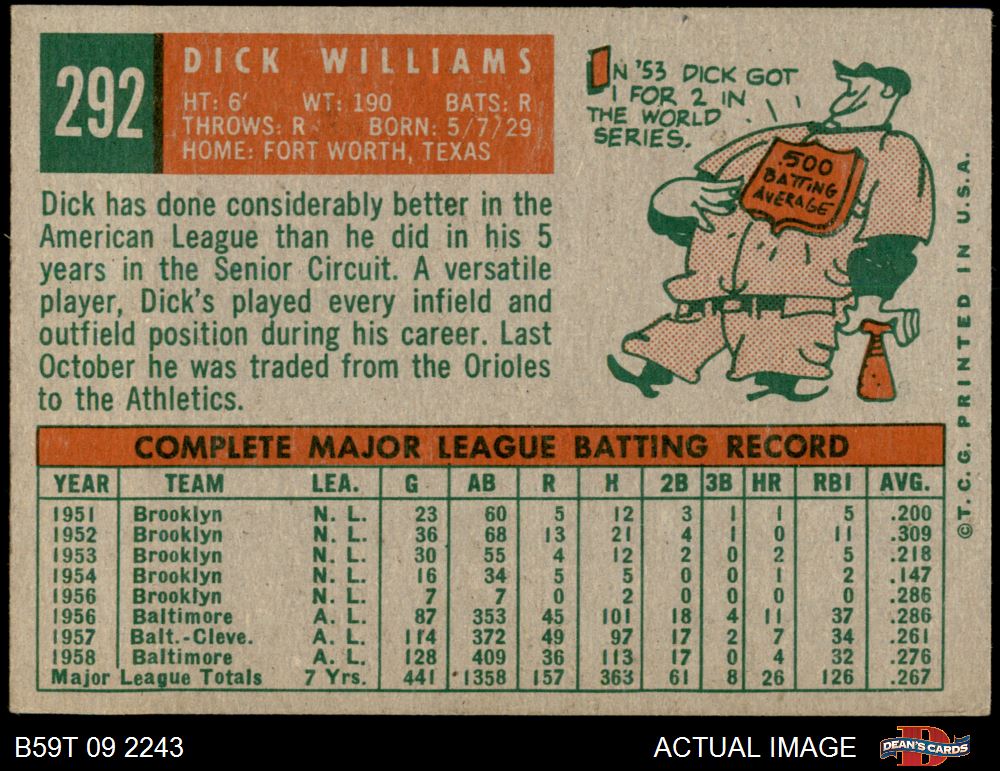 292
DICK WILLIAMS
HT: 6' WT: 190 BATS: R
THROWS: R BORN: 5/7/29
HOME: FORT WORTH, TEXAS
IN '53 DICK GOT
1 FOR 2 IN
THE WORLD
SERIES.
.500
BATTING
AVERAGE
Dick has done considerably better in the
American League than he did in his 5
years in the Senior Circuit. A versatile
player, Dick's played every infield and
outfield position during his career. Last
October he was traded from the Orioles
to the Athletics.
COMPLETE MAJOR LEAGUE BATTING RECORD
YEAR TEAM LEA. G AB R H 2B 3B HR RBI AVG.
1951 Brooklyn N. L. 23 60 5 12 3 1 1 5 .200
1952 Brooklyn N. L. 36 68 13 21 4 1 0 11 .309
1953 Brooklyn N. L. 30 55 4 12 2 0 2 5 .218
1954 Brooklyn N. L. 16 34 5 5 0 0 1 2 .147
1956 Brooklyn N. L. 7 7 0 2 0 0 0 0 .286
1956 Baltimore A. L. 87 353 45 101 18 4 11 37 .286
1957 Balt.-Cleve. A. L. 114 372 49 97 17 2 7 34 .261
1958 Baltimore A. L. 128 409 36 113 17 0 4 32 .276
Major League Totals 7 Yrs. 441 1358 157 363 61 8 26 126 .267
©T.C.G. PRINTED IN U.S.A.
B59T 09 2243
ACTUAL IMAGE
DEAN'S CARDS